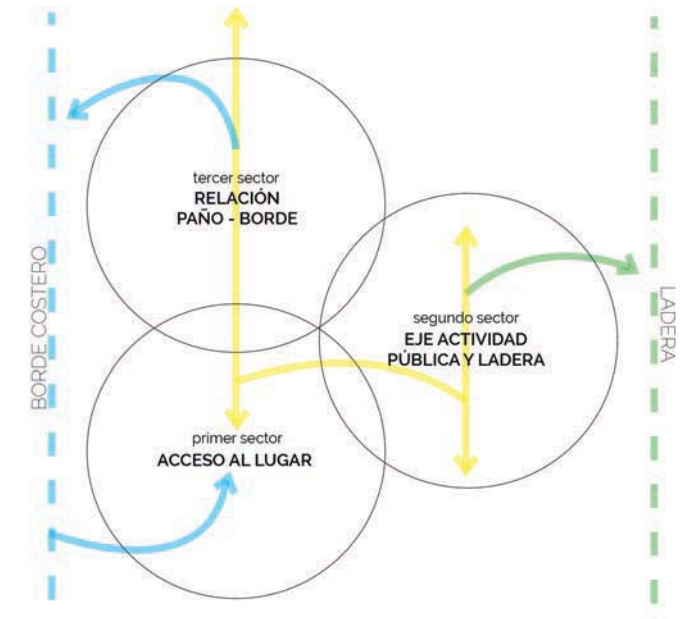 BORDE COSTERO
tercer sector
RELACIÓN
PAÑO - BORDE
segundo sector
EJE ACTIVIDAD
PÚBLICA Y LADERA
primer sector
ACCESO AL LUGAR
LADERA